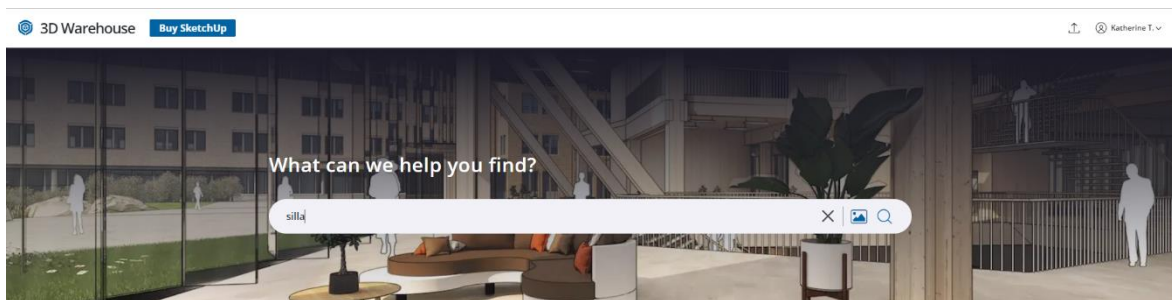 3D Warehouse Buy SketchUp Katherine T.
What can we help you find?
silla